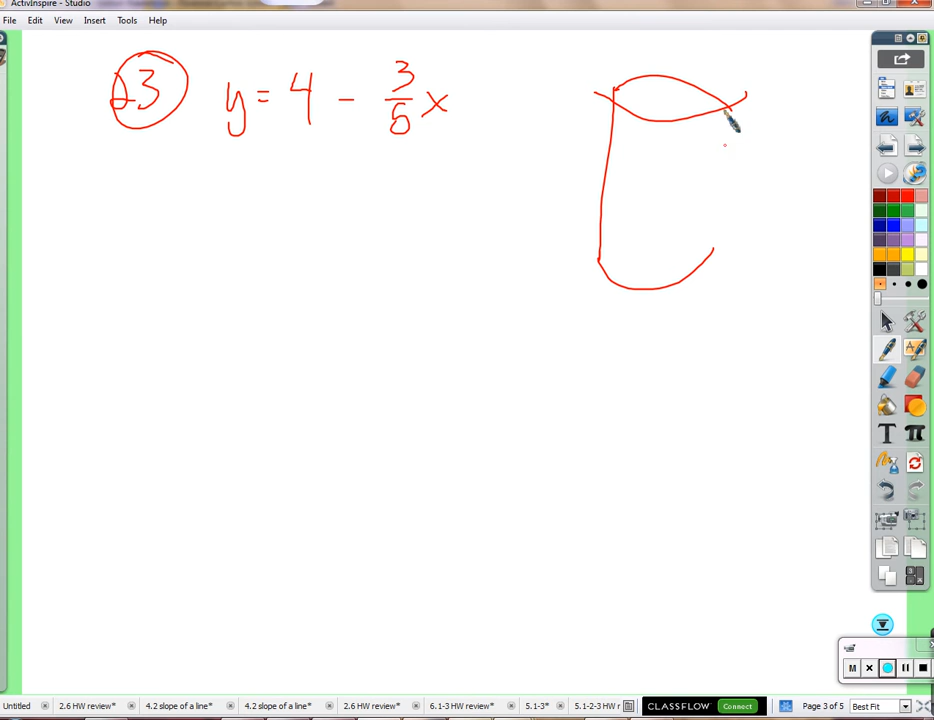 ActivInspire - Studio
File Edit View Insert Tools Help
23 y = 4 - 3/5 x
M
Untitled 2.6 HW review* 4.2 slope of a line* 4.2 slope of a line* 2.6 HW review* 6.1-3 HW review* 5.1-3* 5.1-2-3 HW r CLASSFLOW Connect Page 3 of 5 Best Fit